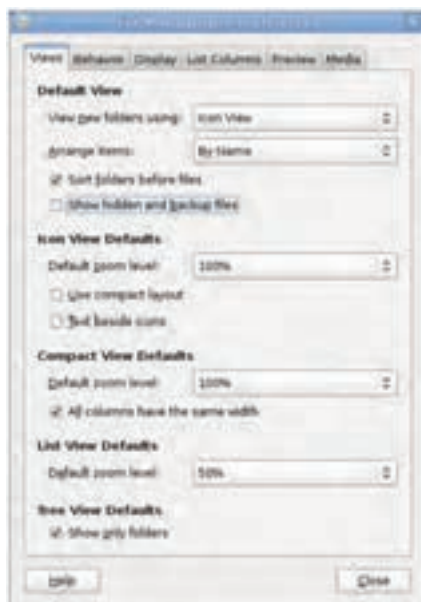 Views Behavior Display List Columns Preview Media
Default View
View new folders using: Icon View
Arrange items: By Name
Sort folders before files
Show hidden and backup files
Icon View Defaults
Default zoom level: 100%
Use compact layout
Text beside icons
Compact View Defaults
Default zoom level: 100%
All columns have the same width
List View Defaults
Default zoom level: 50%
Tree View Defaults
Show only folders
Help Close